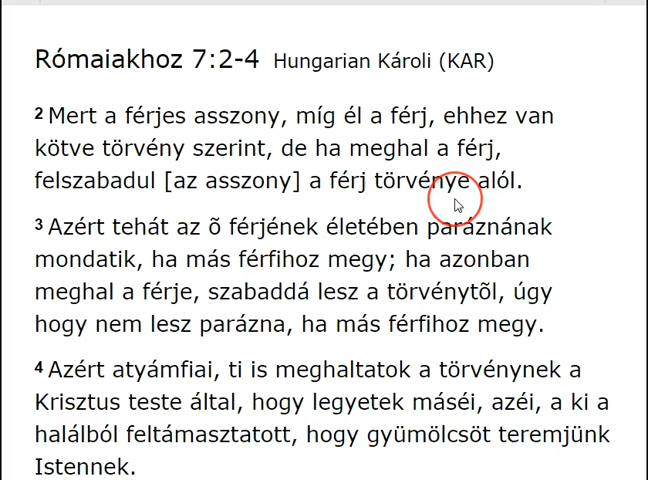 Rómaiakhoz 7:2-4 Hungarian Károli (KAR)
2 Mert a férjes asszony, míg él a férj, ehhez van
kötve törvény szerint, de ha meghal a férj,
felszabadul [az asszony] a férj törvénye alól.
3 Azért tehát az õ férjének életében paráznának
mondatik, ha más férfihoz megy; ha azonban
meghal a férje, szabaddá lesz a törvénytõl, úgy
hogy nem lesz parázna, ha más férfihoz megy.
4 Azért atyámfiai, ti is meghaltatok a törvénynek a
Krisztus teste által, hogy legyetek máséi, azéi, a ki a
halálból feltámasztatott, hogy gyümölcsöt teremjünk
Istennek.